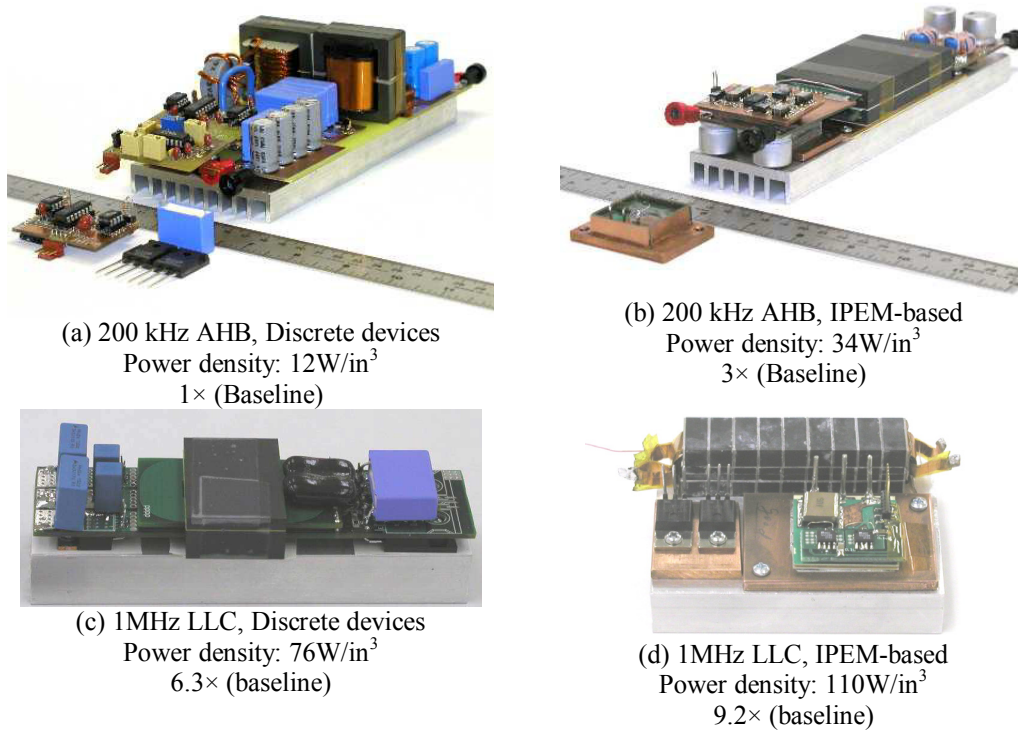 (a) 200 kHz AHB, Discrete devices
Power density: 12W/in³
1× (Baseline)
(b) 200 kHz AHB, IPEM-based
Power density: 34W/in³
3× (Baseline)
(c) 1MHz LLC, Discrete devices
Power density: 76W/in³
6.3× (baseline)
(d) 1MHz LLC, IPEM-based
Power density: 110W/in³
9.2× (baseline)